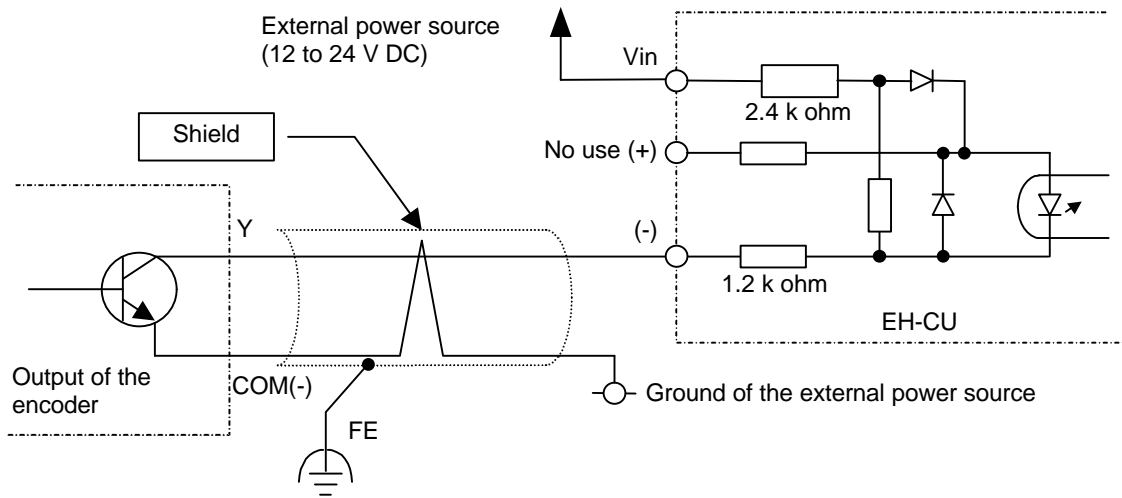 External power source
(12 to 24 V DC)
Vin
2.4 k ohm
Shield
No use (+)
Y
(-)
1.2 k ohm
EH-CU
Output of the
encoder
COM(-)
Ground of the external power source
FE